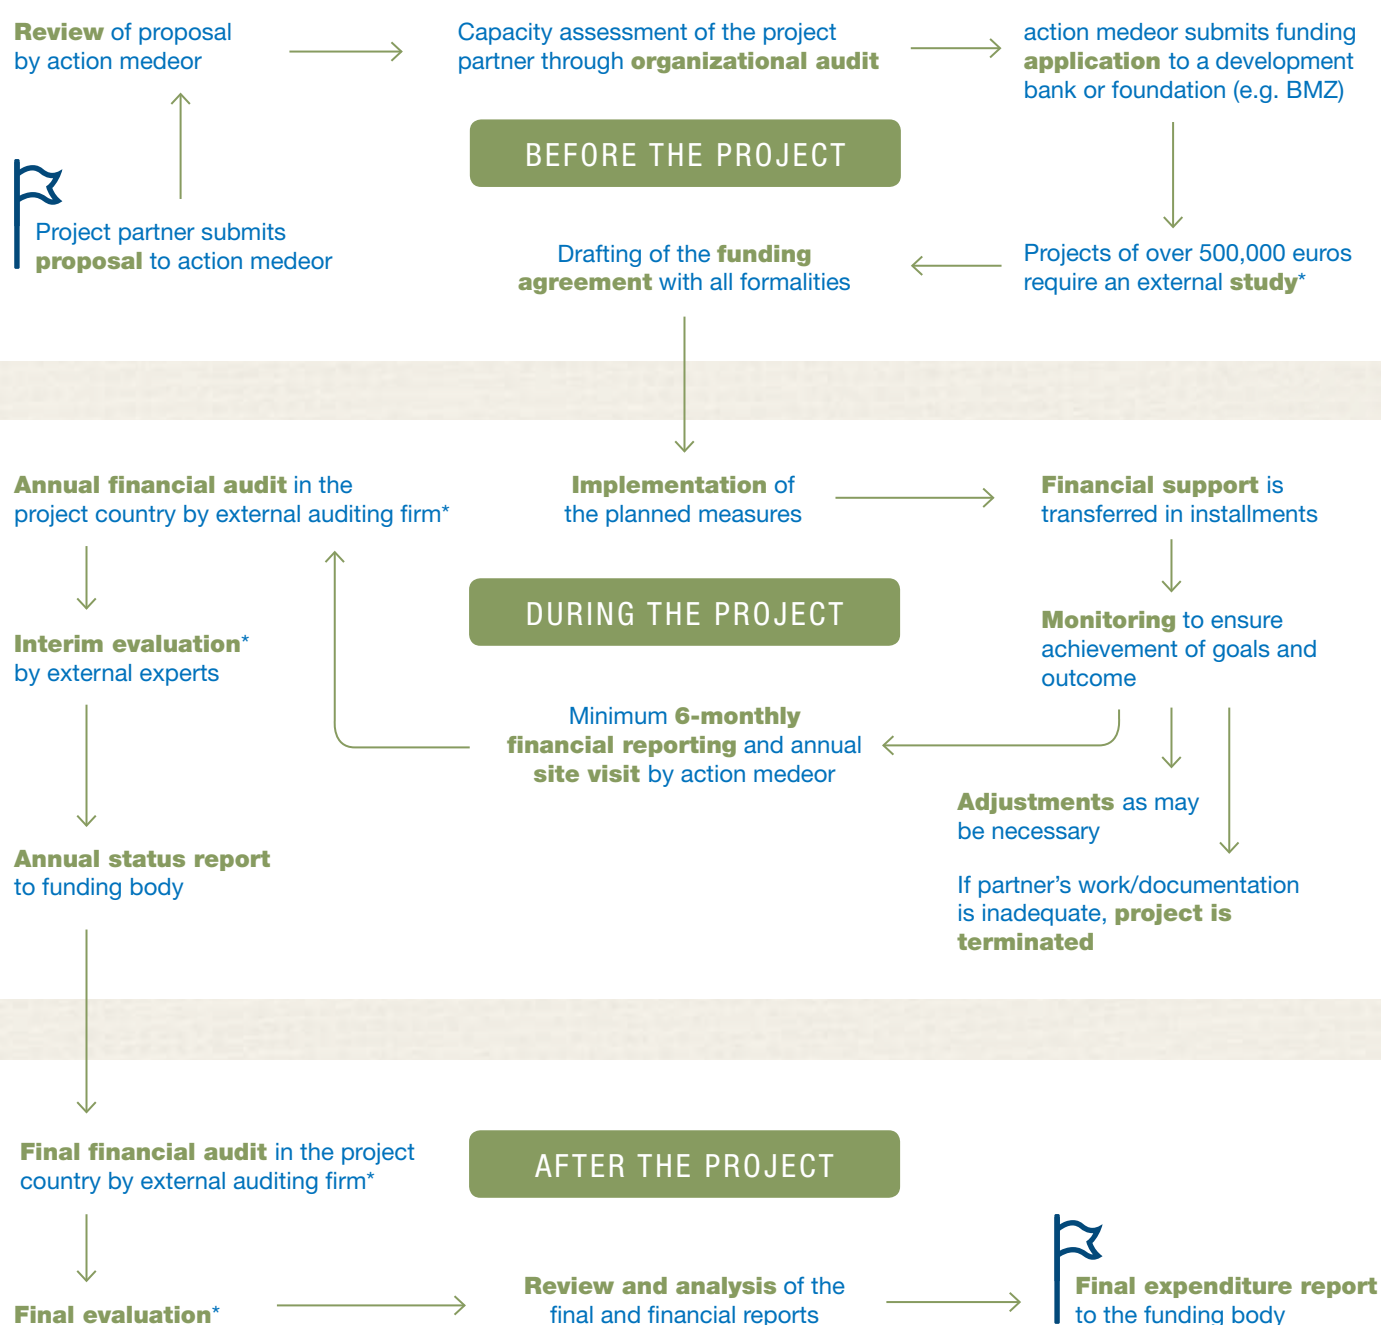 Review of proposal
by action medeor
Capacity assessment of the project
partner through organizational audit
action medeor submits funding
application to a development
bank or foundation (e.g. BMZ)
BEFORE THE PROJECT
Project partner submits
proposal to action medeor
Drafting of the funding
agreement with all formalities
Projects of over 500,000 euros
require an external study*
Annual financial audit in the
project country by external auditing firm*
Implementation of
the planned measures
Financial support is
transferred in installments
DURING THE PROJECT
Interim evaluation*
by external experts
Monitoring to ensure
achievement of goals and
outcome
Minimum 6-monthly
financial reporting and annual
site visit by action medeor
Adjustments as may
be necessary
Annual status report
to funding body
If partner’s work/documentation
is inadequate, project is
terminated
Final financial audit in the project
country by external auditing firm*
AFTER THE PROJECT
Final evaluation*
Review and analysis of the
final and financial reports
Final expenditure report
to the funding body